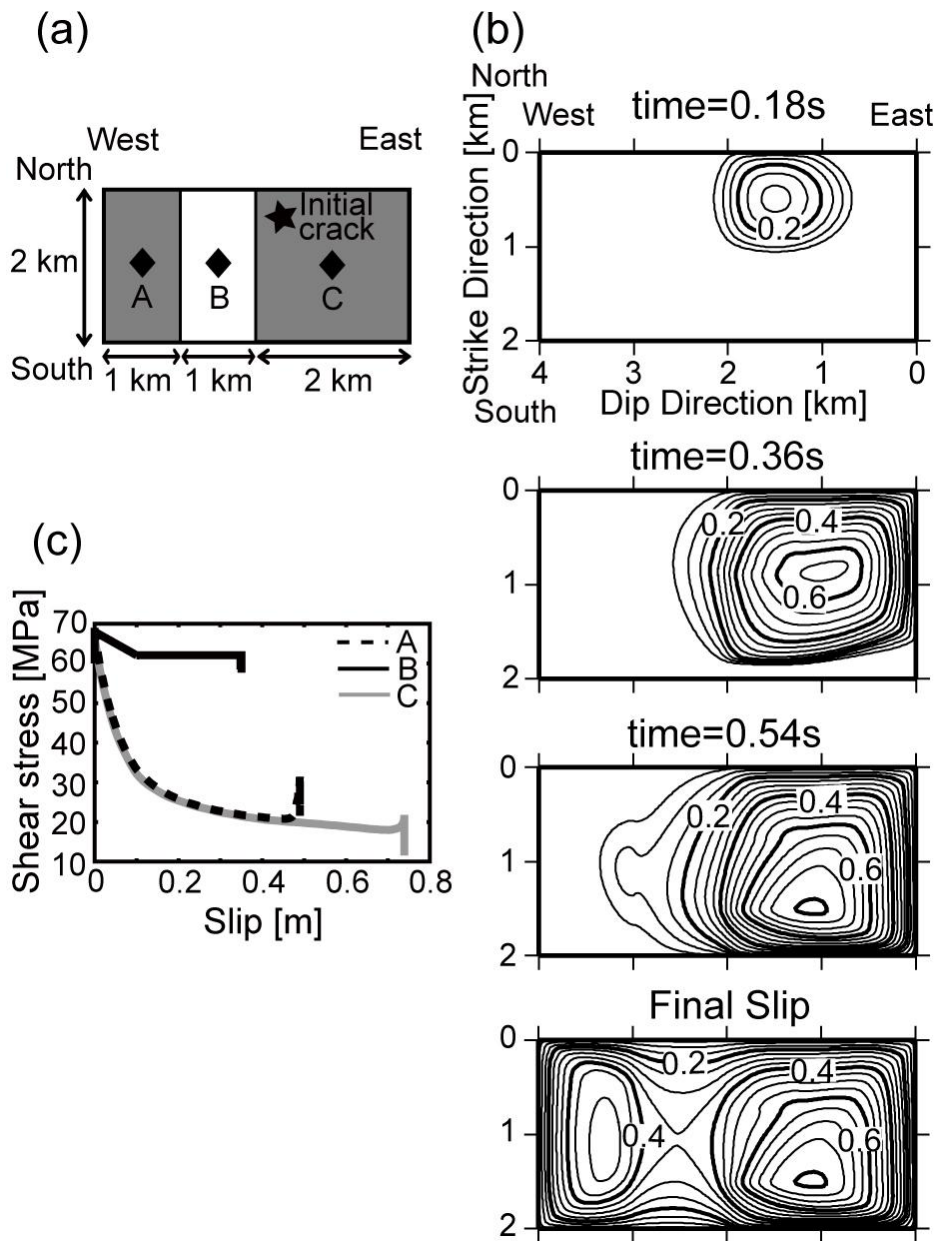 (a)
West
East
North
Initial
crack
2 km
A
B
C
South
1 km
1 km
2 km
(b)
North
West
time=0.18s
East
Strike Direction [km]
0
0.2
1
2
4
3
2
1
0
South
Dip Direction [km]
time=0.36s
0
0.2
0.4
1
0.6
2
time=0.54s
0
0.2
0.4
1
0.6
2
Final Slip
0
0.2
0.4
1
0.4
0.6
2
(c)
Shear stress [MPa]
70
60
50
40
30
20
10
A
B
C
0
0.2
0.4
0.6
0.8
Slip [m]